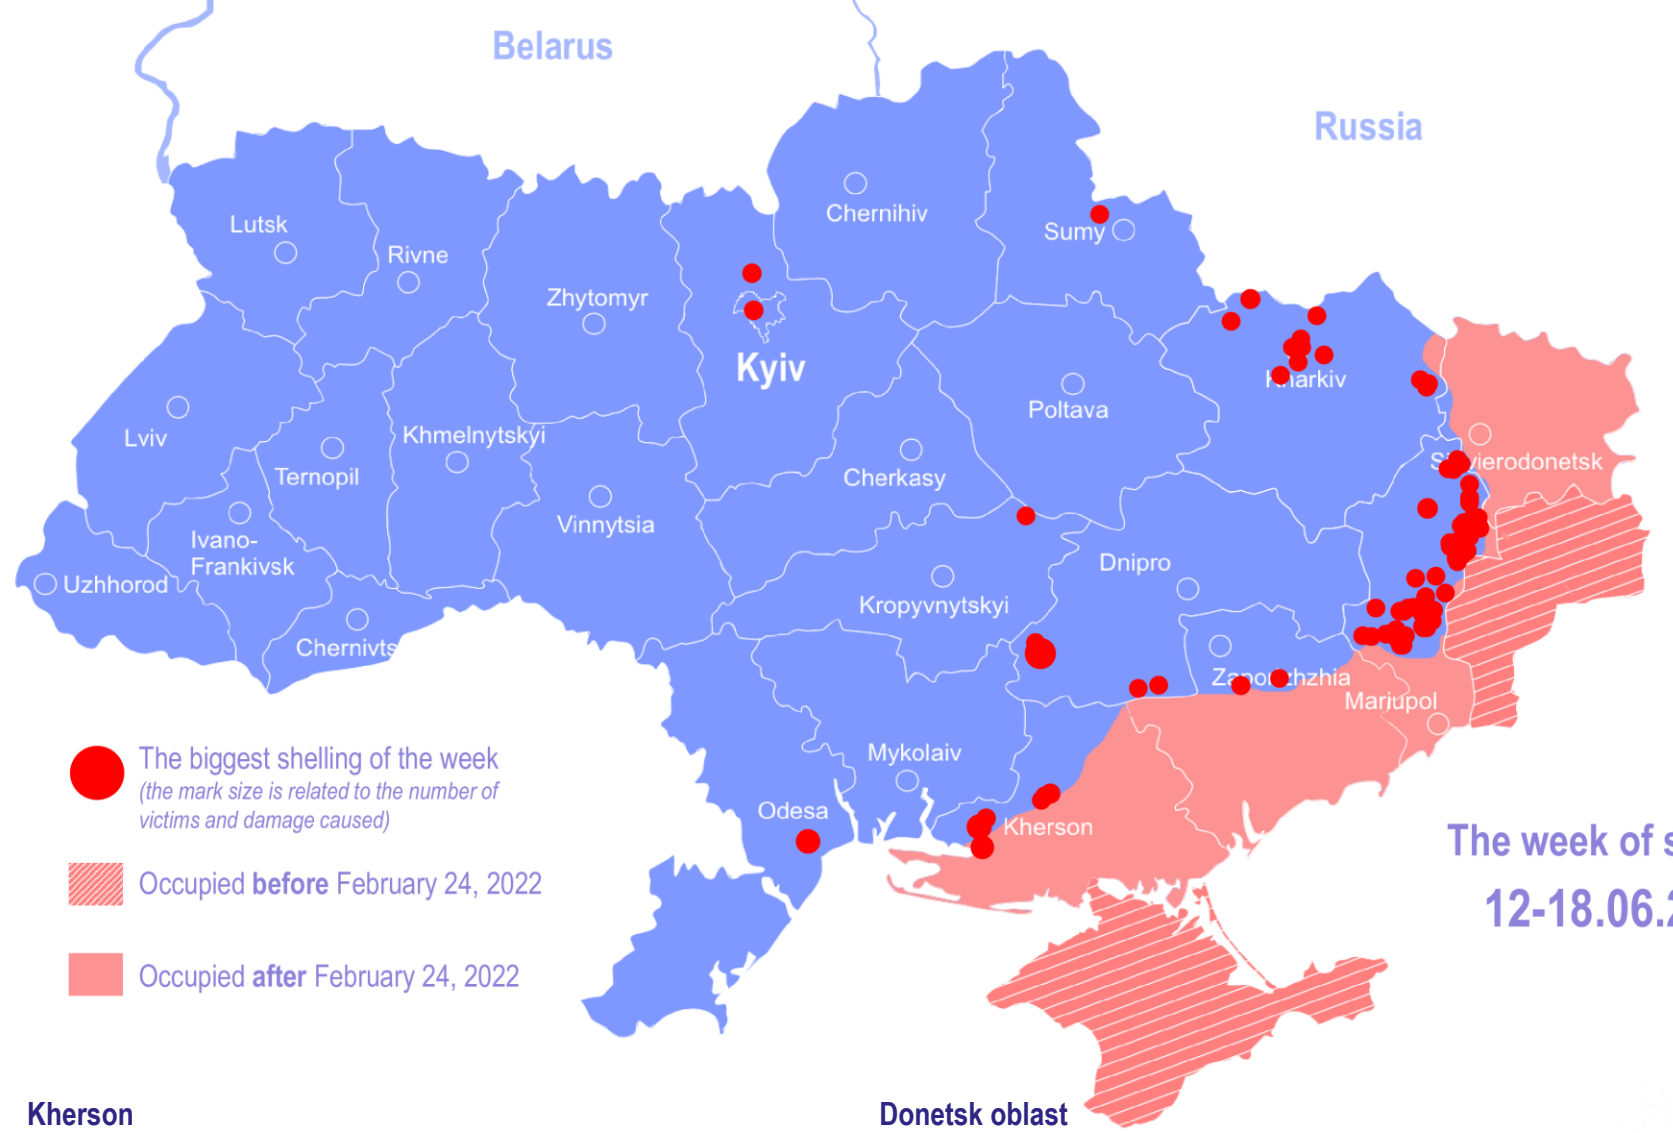 Belarus
Russia
Chernihiv
Lutsk
Sumy
Rivne
Zhytomyr
Kyiv
Kharkiv
Poltava
Lviv
Khmelnytskyi
Ternopil
Cherkasy
Sievierodonetsk
Vinnytsia
Ivano-
Frankivsk
Dnipro
Uzhhorod
Kropyvnytskyi
Chernivts
Zaporizhzhia
Mariupol
Mykolaiv
Odesa
Kherson
The biggest shelling of the week
(the mark size is related to the number of
victims and damage caused)
Occupied before February 24, 2022
Occupied after February 24, 2022
The week of s
12-18.06.2
Kherson
Donetsk oblast